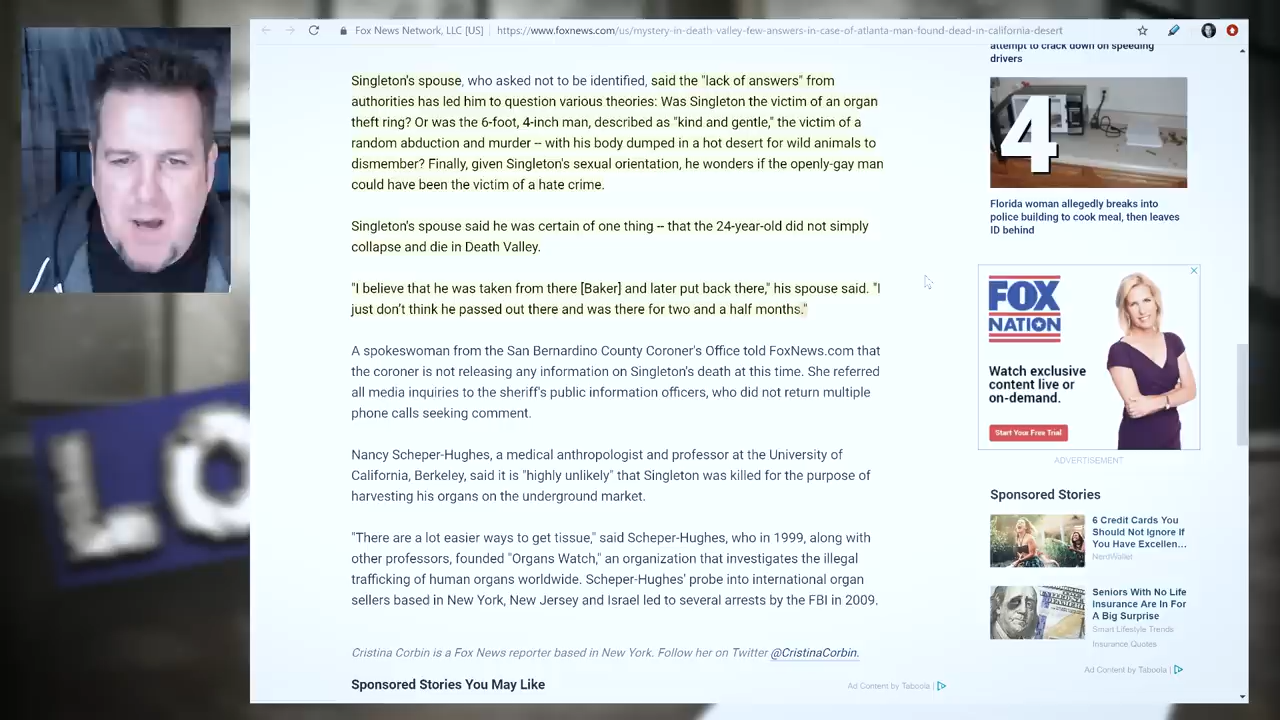 Fox News Network, LLC [US]
https://www.foxnews.com/us/mystery-in-death-valley-few-answers-in-case-of-atlanta-man-found-dead-in-california-desert
Singleton's spouse, who asked not to be identified, said the "lack of answers" from
authorities has led him to question various theories: Was Singleton the victim of an organ
theft ring? Or was the 6-foot, 4-inch man, described as "kind and gentle," the victim of a
random abduction and murder -- with his body dumped in a hot desert for wild animals to
dismember? Finally, given Singleton's sexual orientation, he wonders if the openly-gay man
could have been the victim of a hate crime.
Singleton's spouse said he was certain of one thing -- that the 24-year-old did not simply
collapse and die in Death Valley.
"I believe that he was taken from there [Baker] and later put back there," his spouse said. "I
just don't think he passed out there and was there for two and a half months."
A spokeswoman from the San Bernardino County Coroner's Office told FoxNews.com that
the coroner is not releasing any information on Singleton's death at this time. She referred
all media inquiries to the sheriff's public information officers, who did not return multiple
phone calls seeking comment.
Nancy Scheper-Hughes, a medical anthropologist and professor at the University of
California, Berkeley, said it is "highly unlikely" that Singleton was killed for the purpose of
harvesting his organs on the underground market.
"There are a lot easier ways to get tissue," said Scheper-Hughes, who in 1999, along with
other professors, founded "Organs Watch," an organization that investigates the illegal
trafficking of human organs worldwide. Scheper-Hughes' probe into international organ
sellers based in New York, New Jersey and Israel led to several arrests by the FBI in 2009.
Cristina Corbin is a Fox News reporter based in New York. Follow her on Twitter @CristinaCorbin.
Sponsored Stories You May Like
Ad Content by Taboola |
attempt to crack down on speeding
drivers
4
Florida woman allegedly breaks into
police building to cook meal, then leaves
ID behind
FOX
NATION
Watch exclusive
content live or
on-demand.
Start Your Free Trial
ADVERTISEMENT
Sponsored Stories
6 Credit Cards You
Should Not Ignore If
You Have Excellen...
NerdWallet
Seniors With No Life
Insurance Are In For
A Big Surprise
Smart Lifestyle Trends
Insurance Quotes
Ad Content by Taboola |
LO